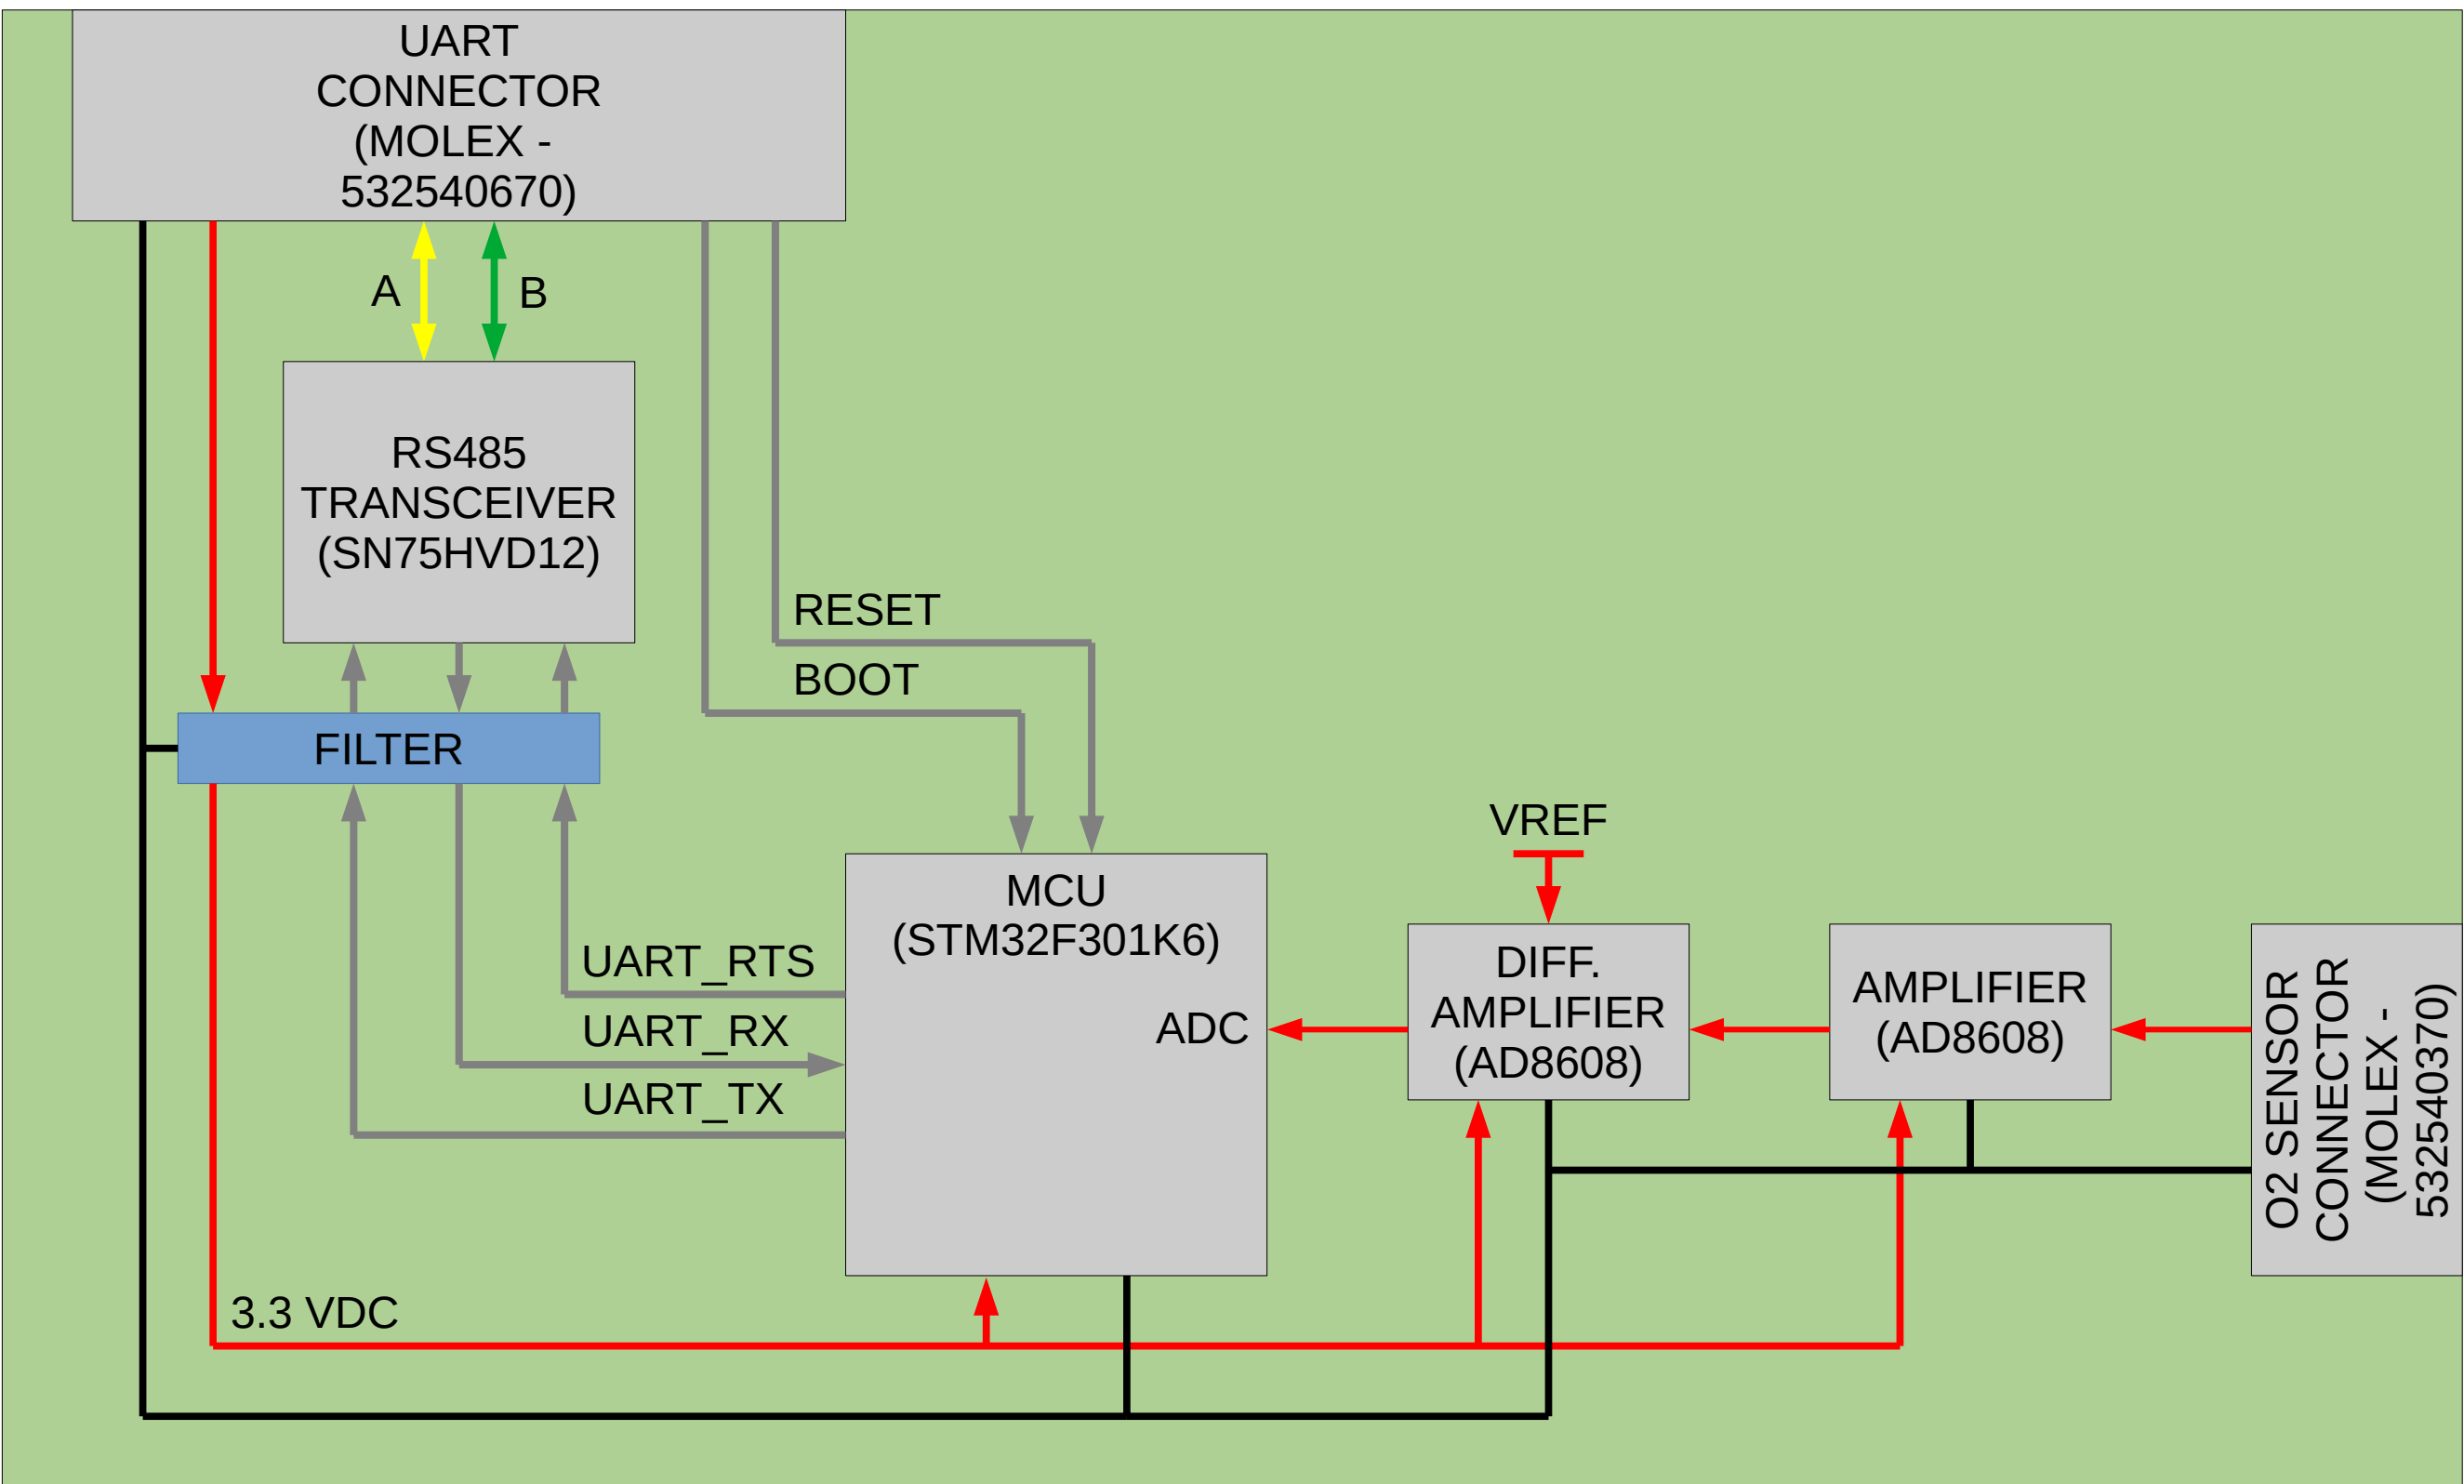 UART
CONNECTOR
(MOLEX -
532540670)
A
B
RS485
TRANSCEIVER
(SN75HVD12)
RESET
BOOT
FILTER
VREF
MCU
(STM32F301K6)
UART_RTS
UART_RX
UART_TX
ADC
DIFF.
AMPLIFIER
(AD8608)
AMPLIFIER
(AD8608)
O2 SENSOR
CONNECTOR
(MOLEX -
532540370)
3.3 VDC